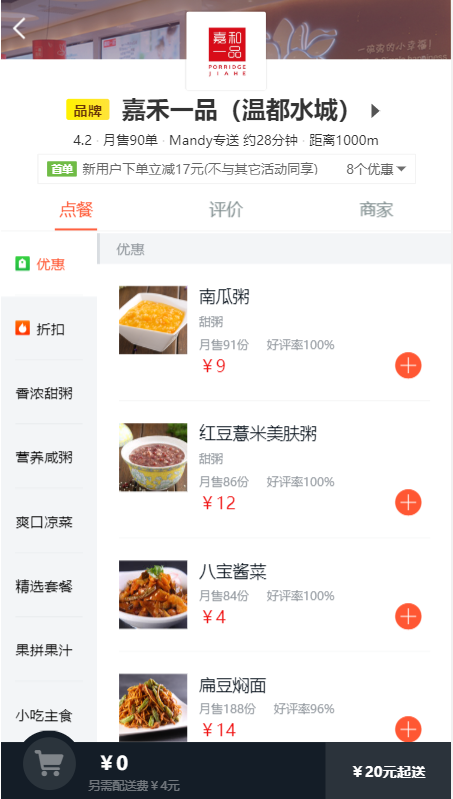 一碗粥的小幸福！
嘉和
一品
PORRIDGE
JIAHE
品牌 嘉禾一品（温都水城）
4.2 · 月售90单 · Mandy专送 约28分钟 · 距离1000m
首单 新用户下单立减17元(不与其它活动同享) 8个优惠
点餐 评价 商家
优惠
优惠
折扣
香浓甜粥
营养咸粥
爽口凉菜
精选套餐
果拼果汁
小吃主食
南瓜粥
甜粥
月售91份 好评率100%
￥9
红豆薏米美肤粥
甜粥
月售86份 好评率100%
￥12
八宝酱菜
月售84份 好评率100%
￥4
扁豆焖面
月售188份 好评率96%
￥14
￥0
另需配送费￥4元
￥20元起送